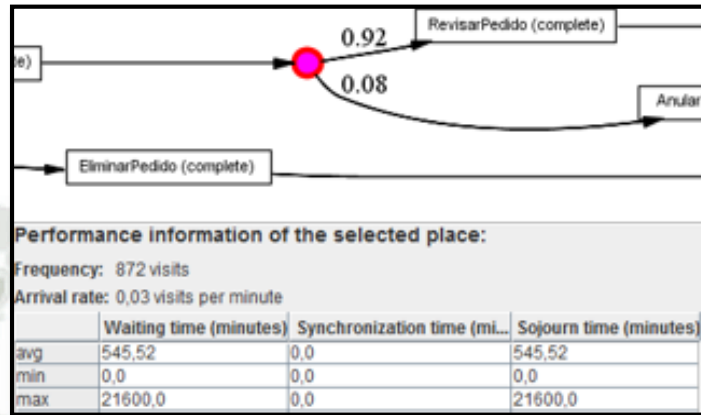 RevisarPedido (complete)
0.92
te)
0.08
Anular
EliminarPedido (complete)
Performance information of the selected place:
Frequency: 872 visits
Arrival rate: 0,03 visits per minute
Waiting time (minutes) Synchronization time (mi... Sojourn time (minutes)
avg 545,52 0,0 545,52
min 0,0 0,0 0,0
max 21600,0 0,0 21600,0